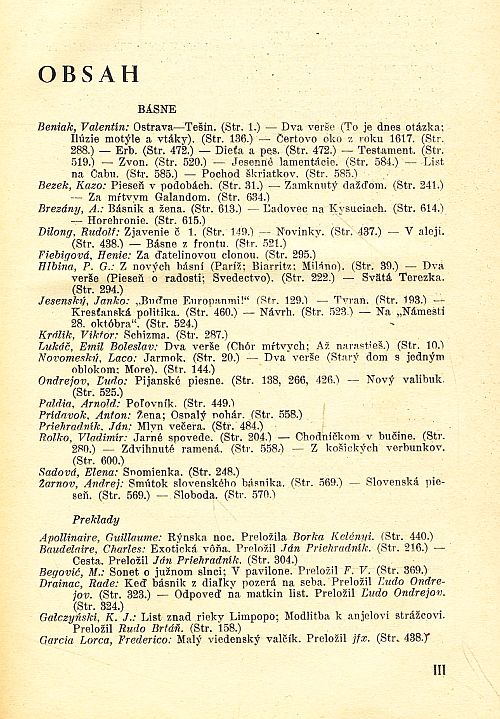 OBSAH
BÁSNE
Beniak, Valentín: Ostrava—Tešín. (Str. 1.) — Dva verše (To je dnes otázka;
Ilúzie motýle a vtáky). (Str. 136.) — Čertovo oko z roku 1617. (Str.
288.) — Erb. (Str. 472.) — Dieťa a pes. (Str. 472.) — Testament. (Str.
519.) — Zvon. (Str. 520.) — Jesenné lamentácie. (Str. 584.) — List
na Čabu. (Str. 585.) — Pochod škriatkov. (Str. 585.)
Bezek, Kazo: Pieseň v podobách. (Str. 31.) — Zamknutý dažďom. (Str. 241.)
— Za mŕtvym Galandom. (Str. 634.)
Brezány, A.: Básnik a žena. (Str. 613.) — Ľadovec na Kysuciach. (Str. 614.)
— Horehronie. (Str. 615.)
Dilong, Rudolf: Zjavenie č. 1. (Str. 149.) — Novinky. (Str. 437.) — V aleji.
(Str. 438.) — Básne z frontu. (Str. 521.)
Fiebigová, Henie: Za ďatelinovou clonou. (Str. 295.)
Hlbina, P. G.: Z nových básní (Paríž; Biarritz; Miláno). (Str. 39.) — Dva
verše (Pieseň o radosti; Svedectvo). (Str. 222.) — Svätá Terezka.
(Str. 294.)
Jesenský, Janko: „Buďme Europanmi!“ (Str. 129.) — Tyran. (Str. 193.) —
Kresťanská politika. (Str. 460.) — Návrh. (Str. 523.) — Na „Námestí
28. októbra“. (Str. 524.)
Králik, Viktor: Schizma. (Str. 287.)
Lukáč, Emil Boleslav: Dva verše (Chór mŕtvych; Až narastieš.) (Str. 10.)
Novomeský, Laco: Jarmok. (Str. 20.) — Dva verše (Starý dom s jedným
oblokom; More). (Str. 144.)
Ondrejov, Ľudo: Pijanské piesne. (Str. 138, 266, 426.) — Nový valibuk.
(Str. 525.)
Paldia, Arnold: Poľovník. (Str. 449.)
Prídavok, Anton: Žena; Ospalý pohár. (Str. 558.)
Priehradník, Ján: Mlyn večera. (Str. 484.)
Rolko, Vladimír: Jarné spovede. (Str. 204.) — Chodníčkom v bučine. (Str.
280.) — Zdvihnuté ramená. (Str. 558.) — Z košických verbunkov.
(Str. 600.)
Sadová, Elena: Spomienka. (Str. 248.)
Žarnov, Andrej: Smútok slovenského básnika. (Str. 569.) — Slovenská pie-
seň. (Str. 569.) — Sloboda. (Str. 570.)
Preklady
Apollinaire, Guillaume: Rýnska noc. Preložila Borka Kelényi. (Str. 440.)
Baudelaire, Charles: Exotická vôňa. Preložil Ján Priehradník. (Str. 216.) —
Cesta. Preložil Ján Priehradník. (Str. 304.)
Begović, M.: Sonet o južnom slnci; V pavilone. Preložil F. V. (Str. 369.)
Drainac, Rade: Keď básnik z diaľky pozerá na seba. Preložil Ľudo Ondre-
jov. (Str. 323.) — Odpoveď na matkin list. Preložil Ľudo Ondrejov.
(Str. 324.)
Gałczyński, K. J.: List znad rieky Limpopo; Modlitba k anjelovi strážcovi.
Preložil Rudo Brtáň. (Str. 158.)
Garcia Lorca, Frederico: Malý viedenský valčík. Preložil jfx. (Str. 438.)
III